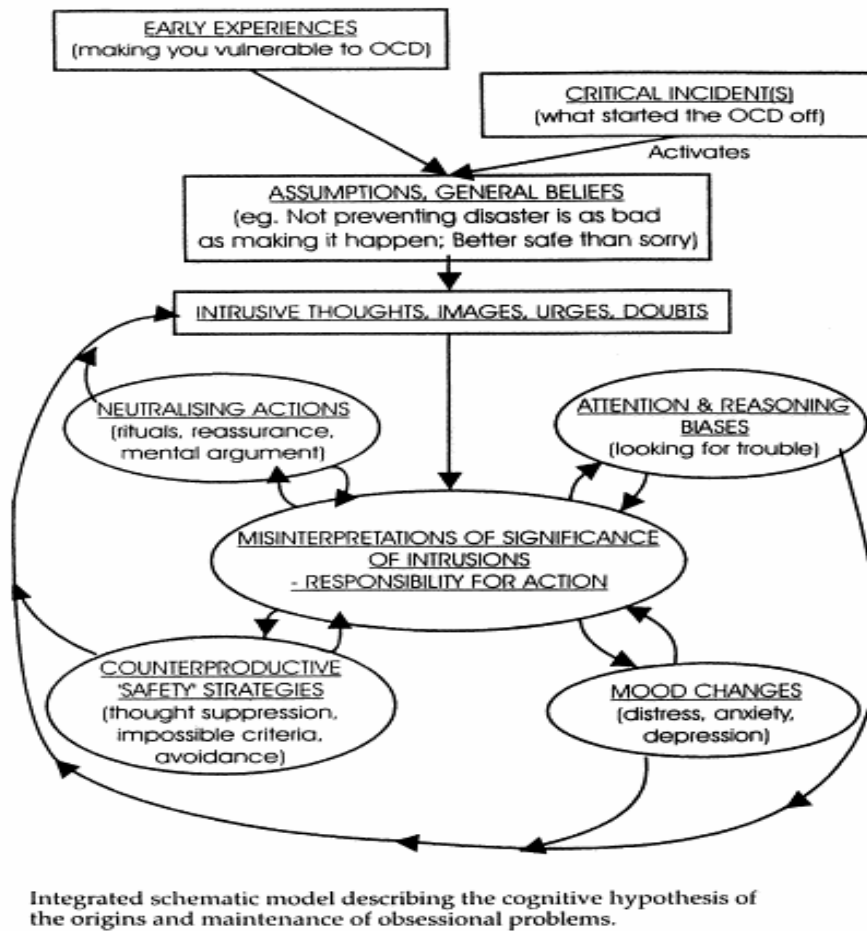 EARLY EXPERIENCES
(making you vulnerable to OCD)
CRITICAL INCIDENT(S)
(what started the OCD off)
Activates
ASSUMPTIONS, GENERAL BELIEFS
(eg. Not preventing disaster is as bad
as making it happen; Better safe than sorry)
INTRUSIVE THOUGHTS, IMAGES, URGES, DOUBTS
NEUTRALISING ACTIONS
(rituals, reassurance,
mental argument)
ATTENTION & REASONING
BIASES
(looking for trouble)
MISINTERPRETATIONS OF SIGNIFICANCE
OF INTRUSIONS
- RESPONSIBILITY FOR ACTION
COUNTERPRODUCTIVE
'SAFETY' STRATEGIES
(thought suppression,
impossible criteria,
avoidance)
MOOD CHANGES
(distress, anxiety,
depression)
Integrated schematic model describing the cognitive hypothesis of
the origins and maintenance of obsessional problems.